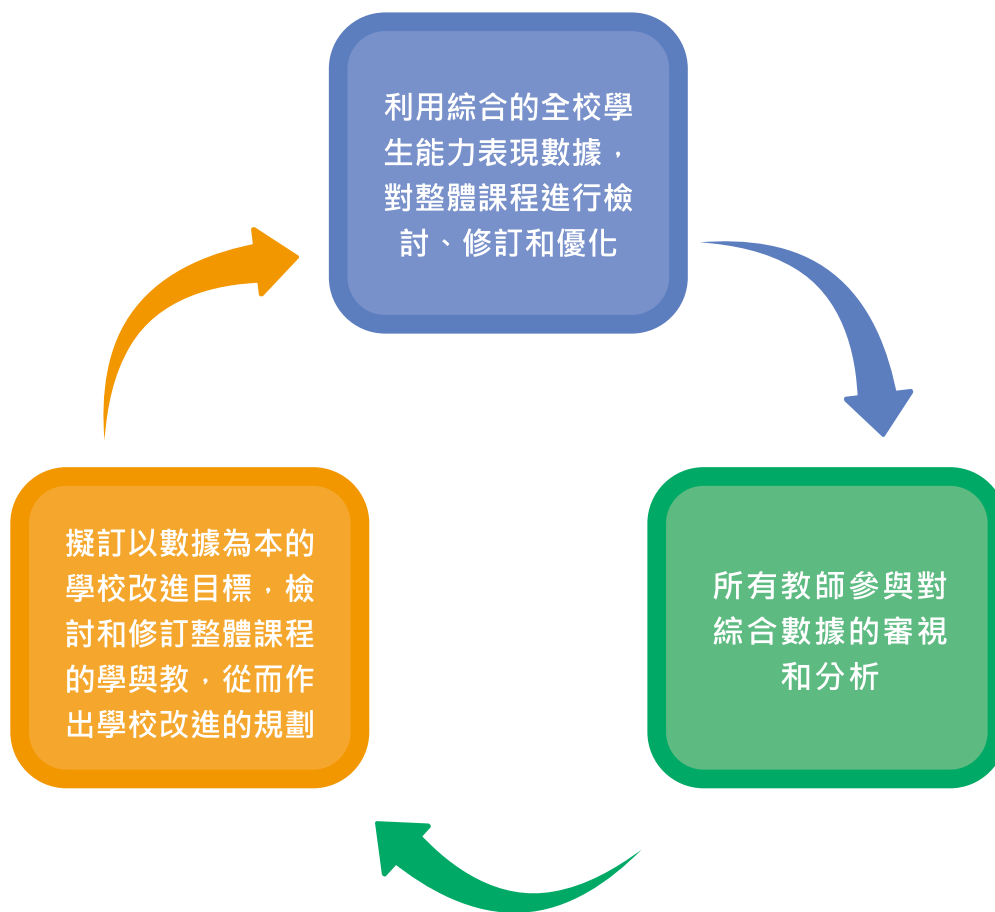 利用綜合的全校學
生能力表現數據，
對整體課程進行檢
討、修訂和優化
擬訂以數據為本的
學校改進目標，檢
討和修訂整體課程
的學與教，從而作
出學校改進的規劃
所有教師參與對
綜合數據的審視
和分析